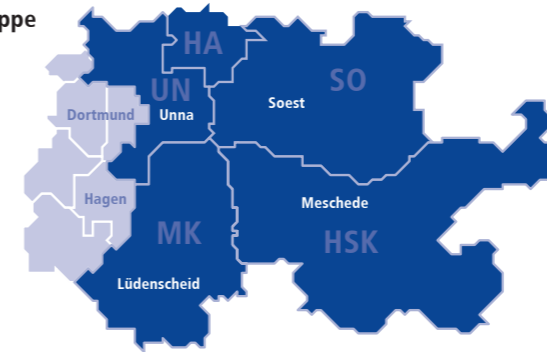 ppe
HA
UN
SO
Dortmund
Unna
Soest
Hagen
Meschede
MK
HSK
Lüdenscheid